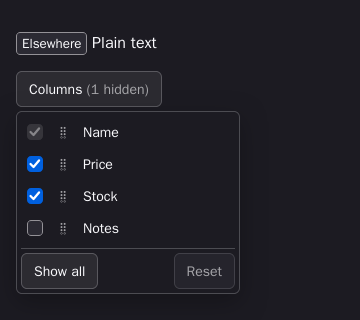 Elsewhere Plain text
Columns (1 hidden)
Name
Price
Stock
Notes
Show all Reset